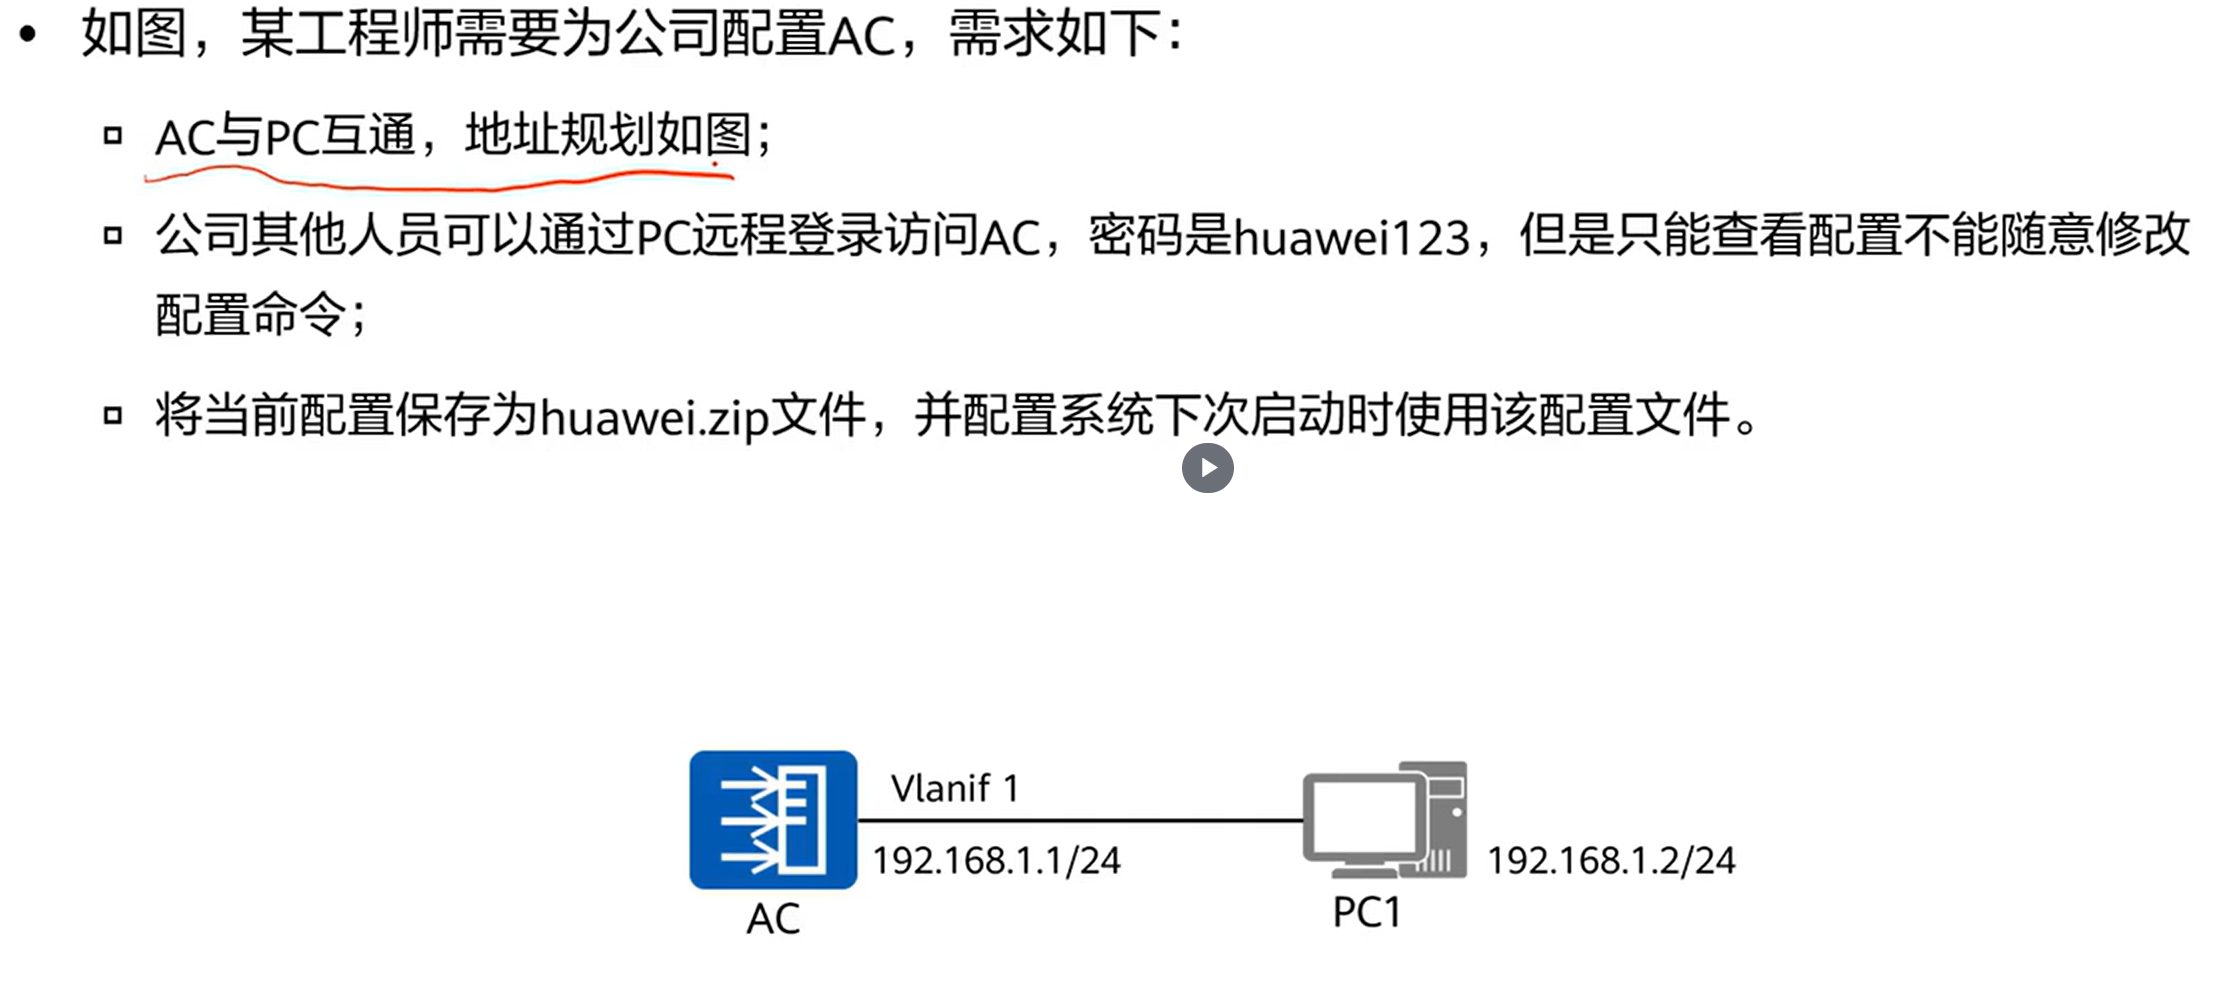 • 如图，某工程师需要为公司配置AC，需求如下：
▫ AC与PC互通，地址规划如图；
▫ 公司其他人员可以通过PC远程登录访问AC，密码是huawei123，但是只能查看配置不能随意修改
配置命令；
▫ 将当前配置保存为huawei.zip文件，并配置系统下次启动时使用该配置文件。
Vlanif 1
192.168.1.1/24
192.168.1.2/24
AC
PC1